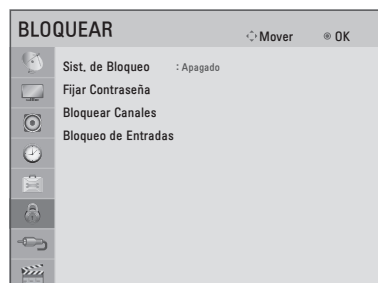 BLOQUEAR Mover OK
Sist. de Bloqueo : Apagado
Fijar Contraseña
Bloquear Canales
Bloqueo de Entradas